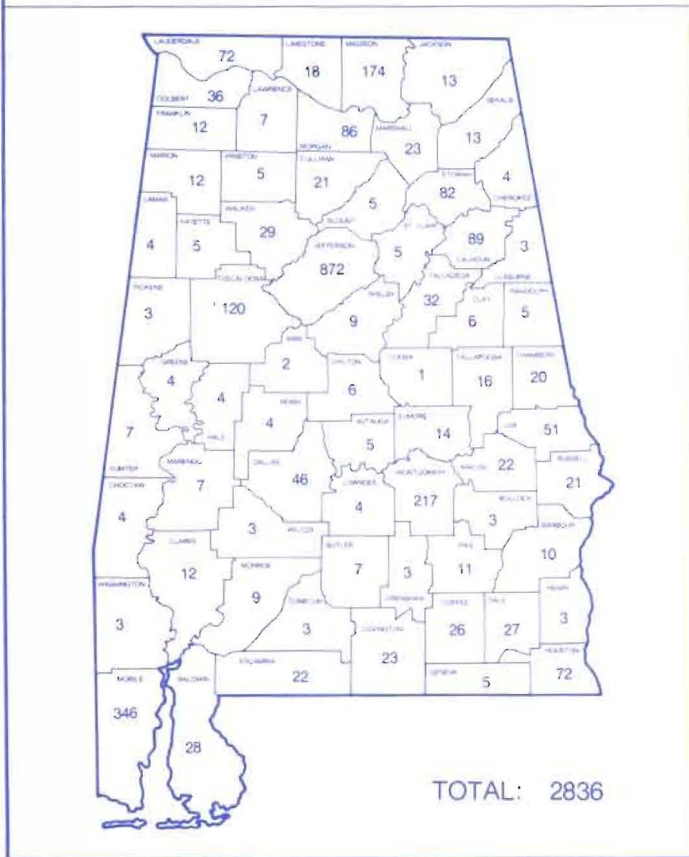 LAUDERDALE
72
LIMESTONE
18
MADISON
174
JACKSON
13
COLBERT
36
LAWRENCE
7
FRANKLIN
12
MORGAN
86
MARSHALL
23
DEKALB
13
MARION
12
WINSTON
5
CULLMAN
21
BLOUNT
5
ETOWAH
82
CHEROKEE
4
LAMAR
4
FAYETTE
5
WALKER
29
JEFFERSON
872
ST. CLAIR
5
CALHOUN
89
CLEBURNE
3
PICKENS
3
TUSCALOOSA
120
SHELBY
9
TALLADEGA
32
CLAY
6
RANDOLPH
5
GREENE
4
HALE
4
BIBB
2
CHILTON
6
COOSA
1
TALLAPOOSA
16
CHAMBERS
20
SUMTER
7
PERRY
4
AUTAUGA
5
ELMORE
14
LEE
51
MARENGO
7
DALLAS
46
LOWNDES
4
MONTGOMERY
217
MACON
22
RUSSELL
21
CHOCTAW
4
WILCOX
3
BULLOCK
3
BARBOUR
10
CLARKE
12
MONROE
9
BUTLER
7
CRENSHAW
3
PIKE
11
WASHINGTON
3
CONECUH
3
COVINGTON
23
COFFEE
26
DALE
27
HENRY
3
ESCAMBIA
22
GENEVA
5
HOUSTON
72
MOBILE
346
BALDWIN
28
TOTAL: 2836